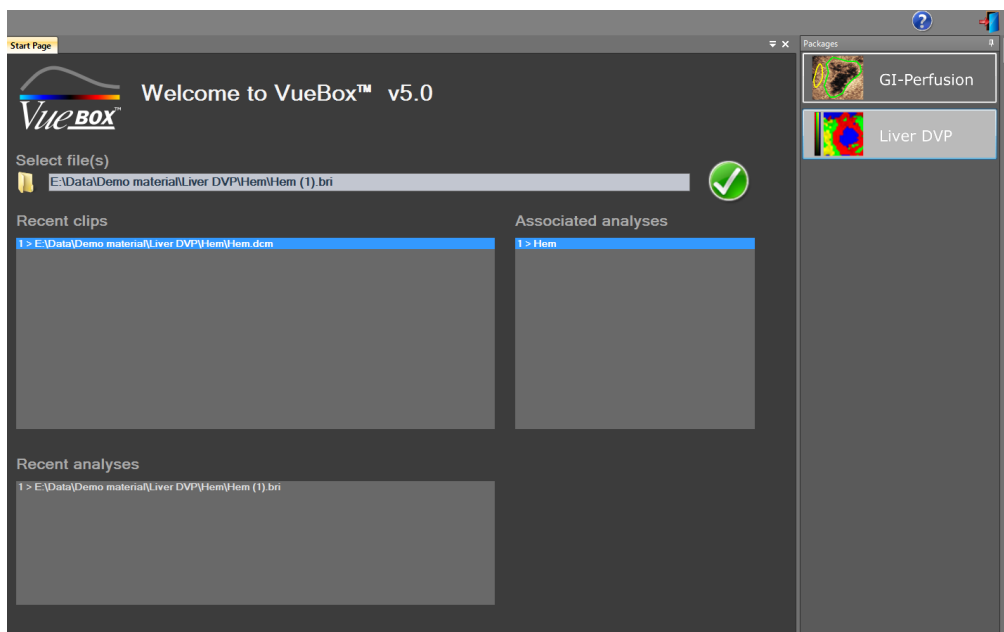 Start Page
Packages
VUEBOX™
Welcome to VueBox™ v5.0
GI-Perfusion
Liver DVP
Select file(s)
E:\Data\Demo material\Liver DVP\Hem\Hem (1).bri
Recent clips
1 > E:\Data\Demo material\Liver DVP\Hem\Hem.dcm
Associated analyses
1 > Hem
Recent analyses
1 > E:\Data\Demo material\Liver DVP\Hem\Hem (1).bri